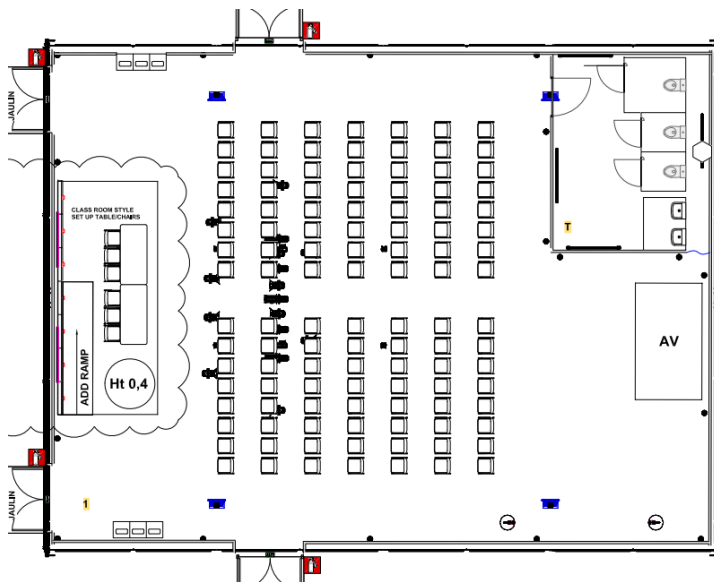 JAULIN
CLASS ROOM STYLE
SET UP TABLE/CHAIRS
T
ADD RAMP
Ht 0,4
AV
JAULIN
1